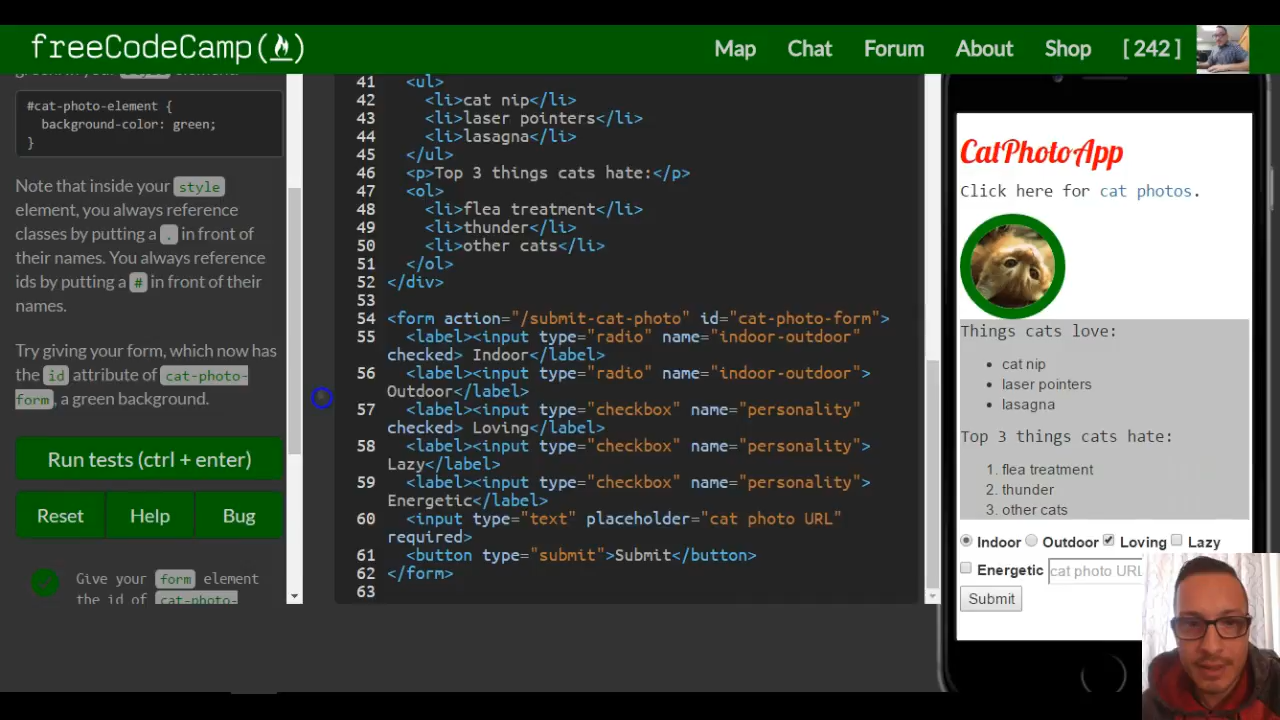 freeCodeCamp(🔥)
Map Chat Forum About Shop [ 242 ]
#cat-photo-element {
background-color: green;
}
Note that inside your style
element, you always reference
classes by putting a . in front of
their names. You always reference
ids by putting a # in front of their
names.
Try giving your form, which now has
the id attribute of cat-photo-
form , a green background.
Run tests (ctrl + enter)
Reset Help Bug
Give your form element
the id of cat-photo-
41 <ul>
42 <li>cat nip</li>
43 <li>laser pointers</li>
44 <li>lasagna</li>
45 </ul>
46 <p>Top 3 things cats hate:</p>
47 <ol>
48 <li>flea treatment</li>
49 <li>thunder</li>
50 <li>other cats</li>
51 </ol>
52 </div>
53
54 <form action="/submit-cat-photo" id="cat-photo-form">
55 <label><input type="radio" name="indoor-outdoor"
checked> Indoor</label>
56 <label><input type="radio" name="indoor-outdoor">
Outdoor</label>
57 <label><input type="checkbox" name="personality"
checked> Loving</label>
58 <label><input type="checkbox" name="personality">
Lazy</label>
59 <label><input type="checkbox" name="personality">
Energetic</label>
60 <input type="text" placeholder="cat photo URL"
required>
61 <button type="submit">Submit</button>
62 </form>
63
CatPhotoApp
Click here for cat photos.
Things cats love:
• cat nip
• laser pointers
• lasagna
Top 3 things cats hate:
1. flea treatment
2. thunder
3. other cats
Indoor Outdoor Loving Lazy
Energetic cat photo URL
Submit